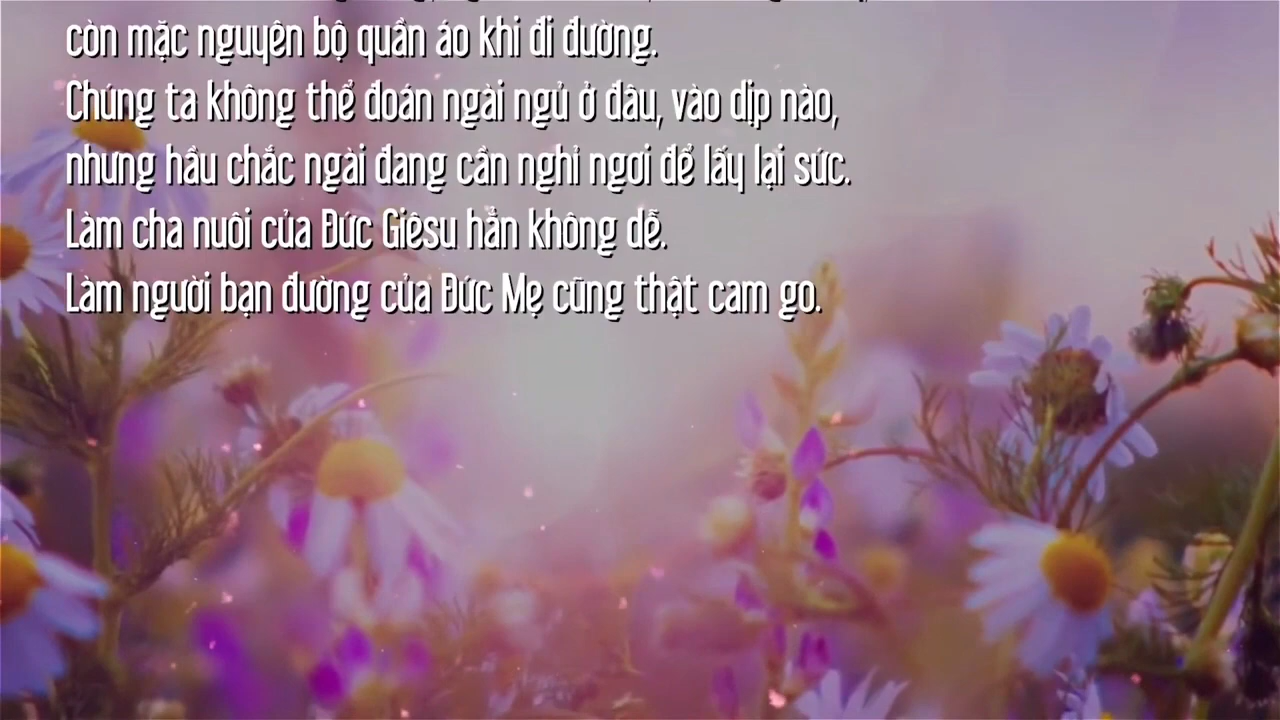 còn mặc nguyên bộ quần áo khi đi đường.
Chúng ta không thể đoán ngài ngủ ở đâu, vào dịp nào,
nhưng hầu chắc ngài đang cần nghỉ ngơi để lấy lại sức.
Làm cha nuôi của Đức Giêsu hẳn không dễ.
Làm người bạn đường của Đức Mẹ cũng thật cam go.